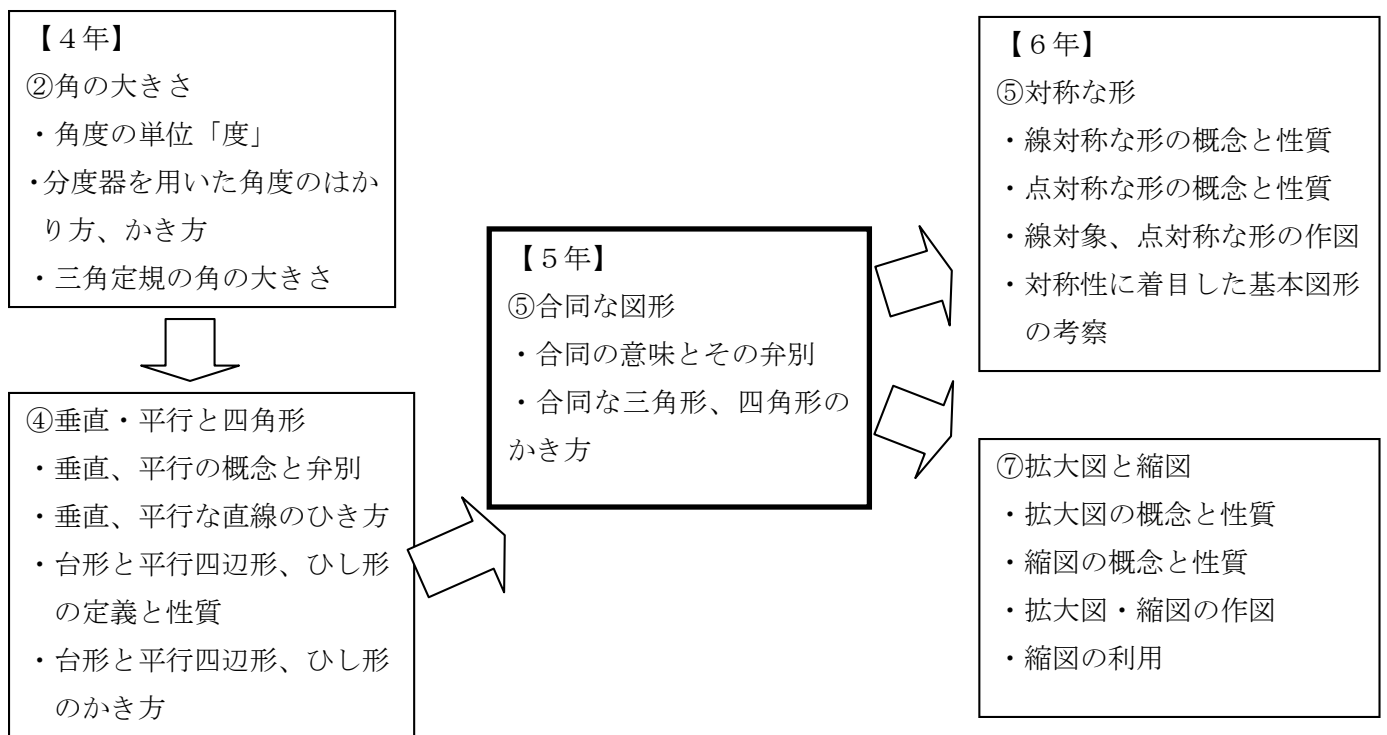 【４年】
②角の大きさ
・角度の単位「度」
・分度器を用いた角度のはか
り方、かき方
・三角定規の角の大きさ
④垂直・平行と四角形
・垂直、平行の概念と弁別
・垂直、平行な直線のひき方
・台形と平行四辺形、ひし形
の定義と性質
・台形と平行四辺形、ひし形
のかき方
【５年】
⑤合同な図形
・合同の意味とその弁別
・合同な三角形、四角形の
かき方
【６年】
⑤対称な形
・線対称な形の概念と性質
・点対称な形の概念と性質
・線対象、点対称な形の作図
・対称性に着目した基本図形
の考察
⑦拡大図と縮図
・拡大図の概念と性質
・縮図の概念と性質
・拡大図・縮図の作図
・縮図の利用